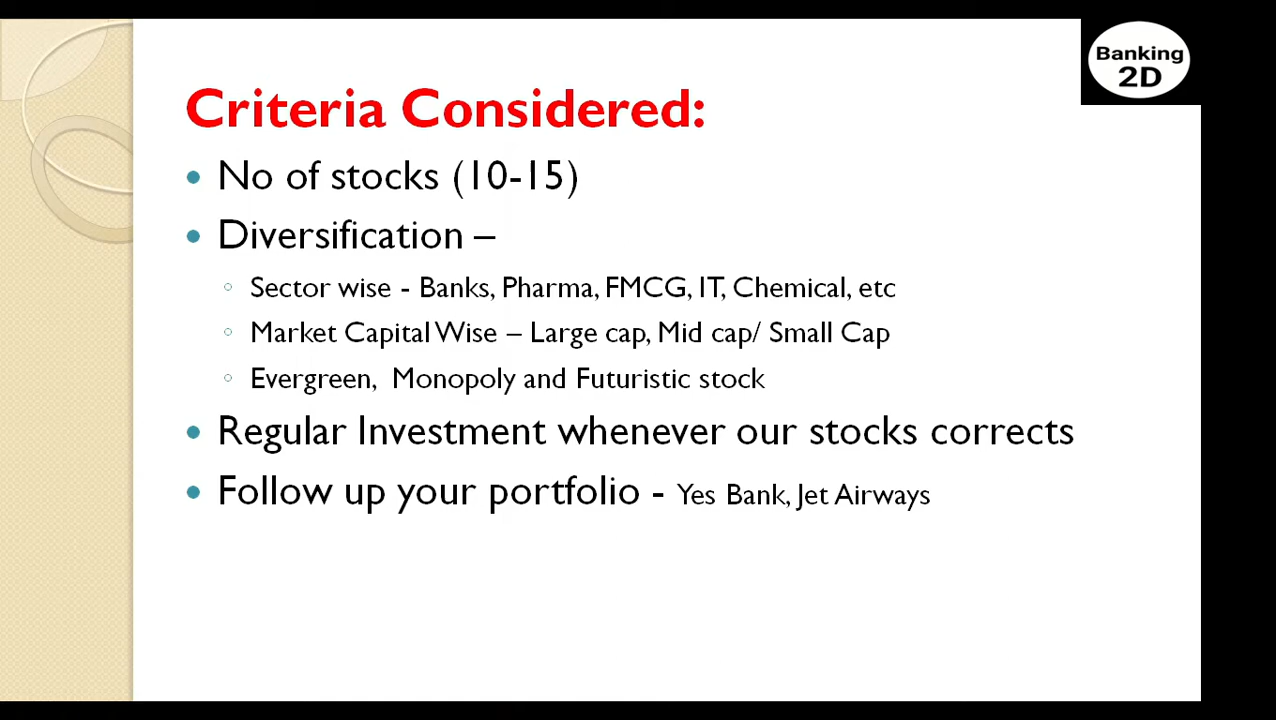 Banking
2D
Criteria Considered:
No of stocks (10-15)
Diversification –
Sector wise - Banks, Pharma, FMCG, IT, Chemical, etc
Market Capital Wise – Large cap, Mid cap/ Small Cap
Evergreen, Monopoly and Futuristic stock
Regular Investment whenever our stocks corrects
Follow up your portfolio - Yes Bank, Jet Airways